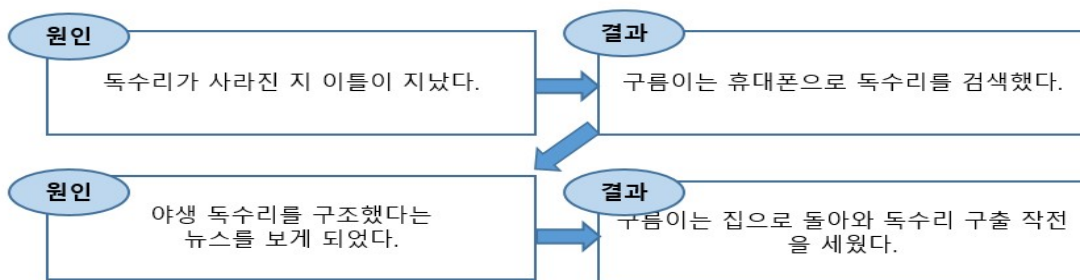 원인
독수리가 사라진 지 이틀이 지났다.
결과
구름이는 휴대폰으로 독수리를 검색했다.
원인
야생 독수리를 구조했다는
뉴스를 보게 되었다.
결과
구름이는 집으로 돌아와 독수리 구출 작전
을 세웠다.